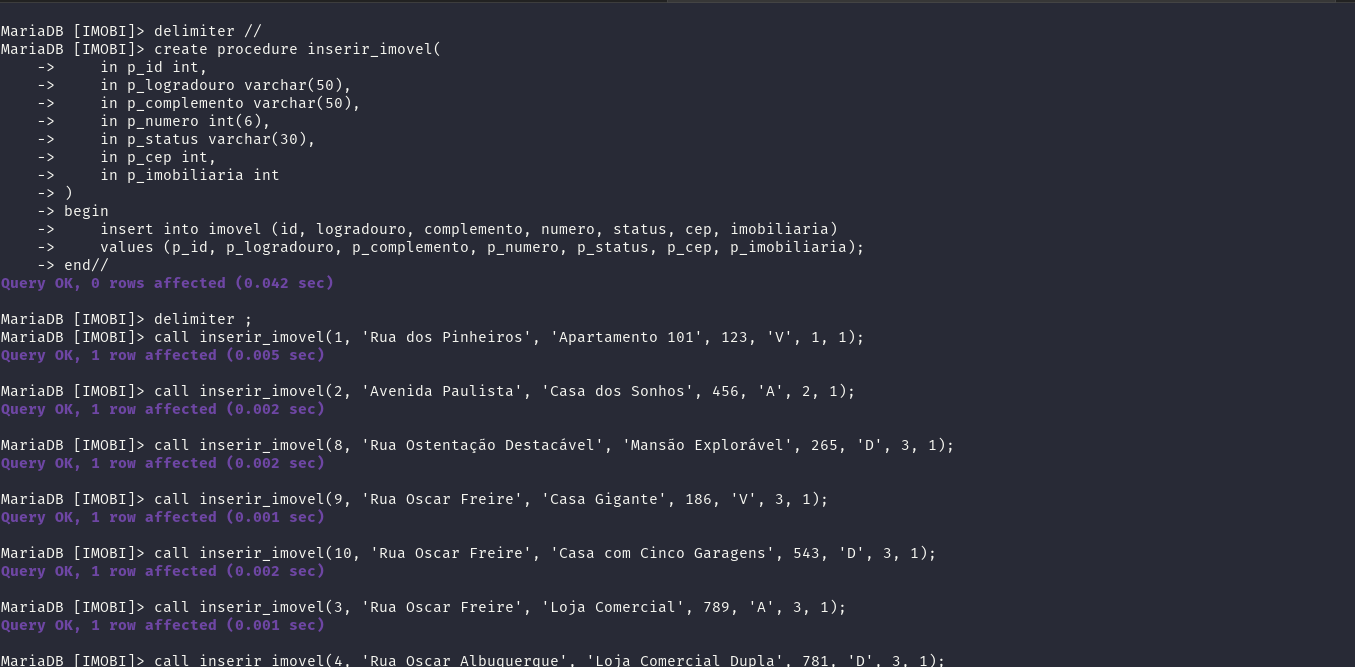 MariaDB [IMOBI]> delimiter //
MariaDB [IMOBI]> create procedure inserir_imovel(
    ->     in p_id int,
    ->     in p_logradouro varchar(50),
    ->     in p_complemento varchar(50),
    ->     in p_numero int(6),
    ->     in p_status varchar(30),
    ->     in p_cep int,
    ->     in p_imobiliaria int
    -> )
    -> begin
    ->     insert into imovel (id, logradouro, complemento, numero, status, cep, imobiliaria)
    ->     values (p_id, p_logradouro, p_complemento, p_numero, p_status, p_cep, p_imobiliaria);
    -> end//
Query OK, 0 rows affected (0.042 sec)

MariaDB [IMOBI]> delimiter ;
MariaDB [IMOBI]> call inserir_imovel(1, 'Rua dos Pinheiros', 'Apartamento 101', 123, 'V', 1, 1);
Query OK, 1 row affected (0.005 sec)

MariaDB [IMOBI]> call inserir_imovel(2, 'Avenida Paulista', 'Casa dos Sonhos', 456, 'A', 2, 1);
Query OK, 1 row affected (0.002 sec)

MariaDB [IMOBI]> call inserir_imovel(8, 'Rua Ostentação Destacável', 'Mansão Explorável', 265, 'D', 3, 1);
Query OK, 1 row affected (0.002 sec)

MariaDB [IMOBI]> call inserir_imovel(9, 'Rua Oscar Freire', 'Casa Gigante', 186, 'V', 3, 1);
Query OK, 1 row affected (0.001 sec)

MariaDB [IMOBI]> call inserir_imovel(10, 'Rua Oscar Freire', 'Casa com Cinco Garagens', 543, 'D', 3, 1);
Query OK, 1 row affected (0.002 sec)

MariaDB [IMOBI]> call inserir_imovel(3, 'Rua Oscar Freire', 'Loja Comercial', 789, 'A', 3, 1);
Query OK, 1 row affected (0.001 sec)

MariaDB [IMOBI]> call inserir_imovel(4, 'Rua Oscar Albuquerque', 'Loja Comercial Dupla', 781, 'D', 3, 1);